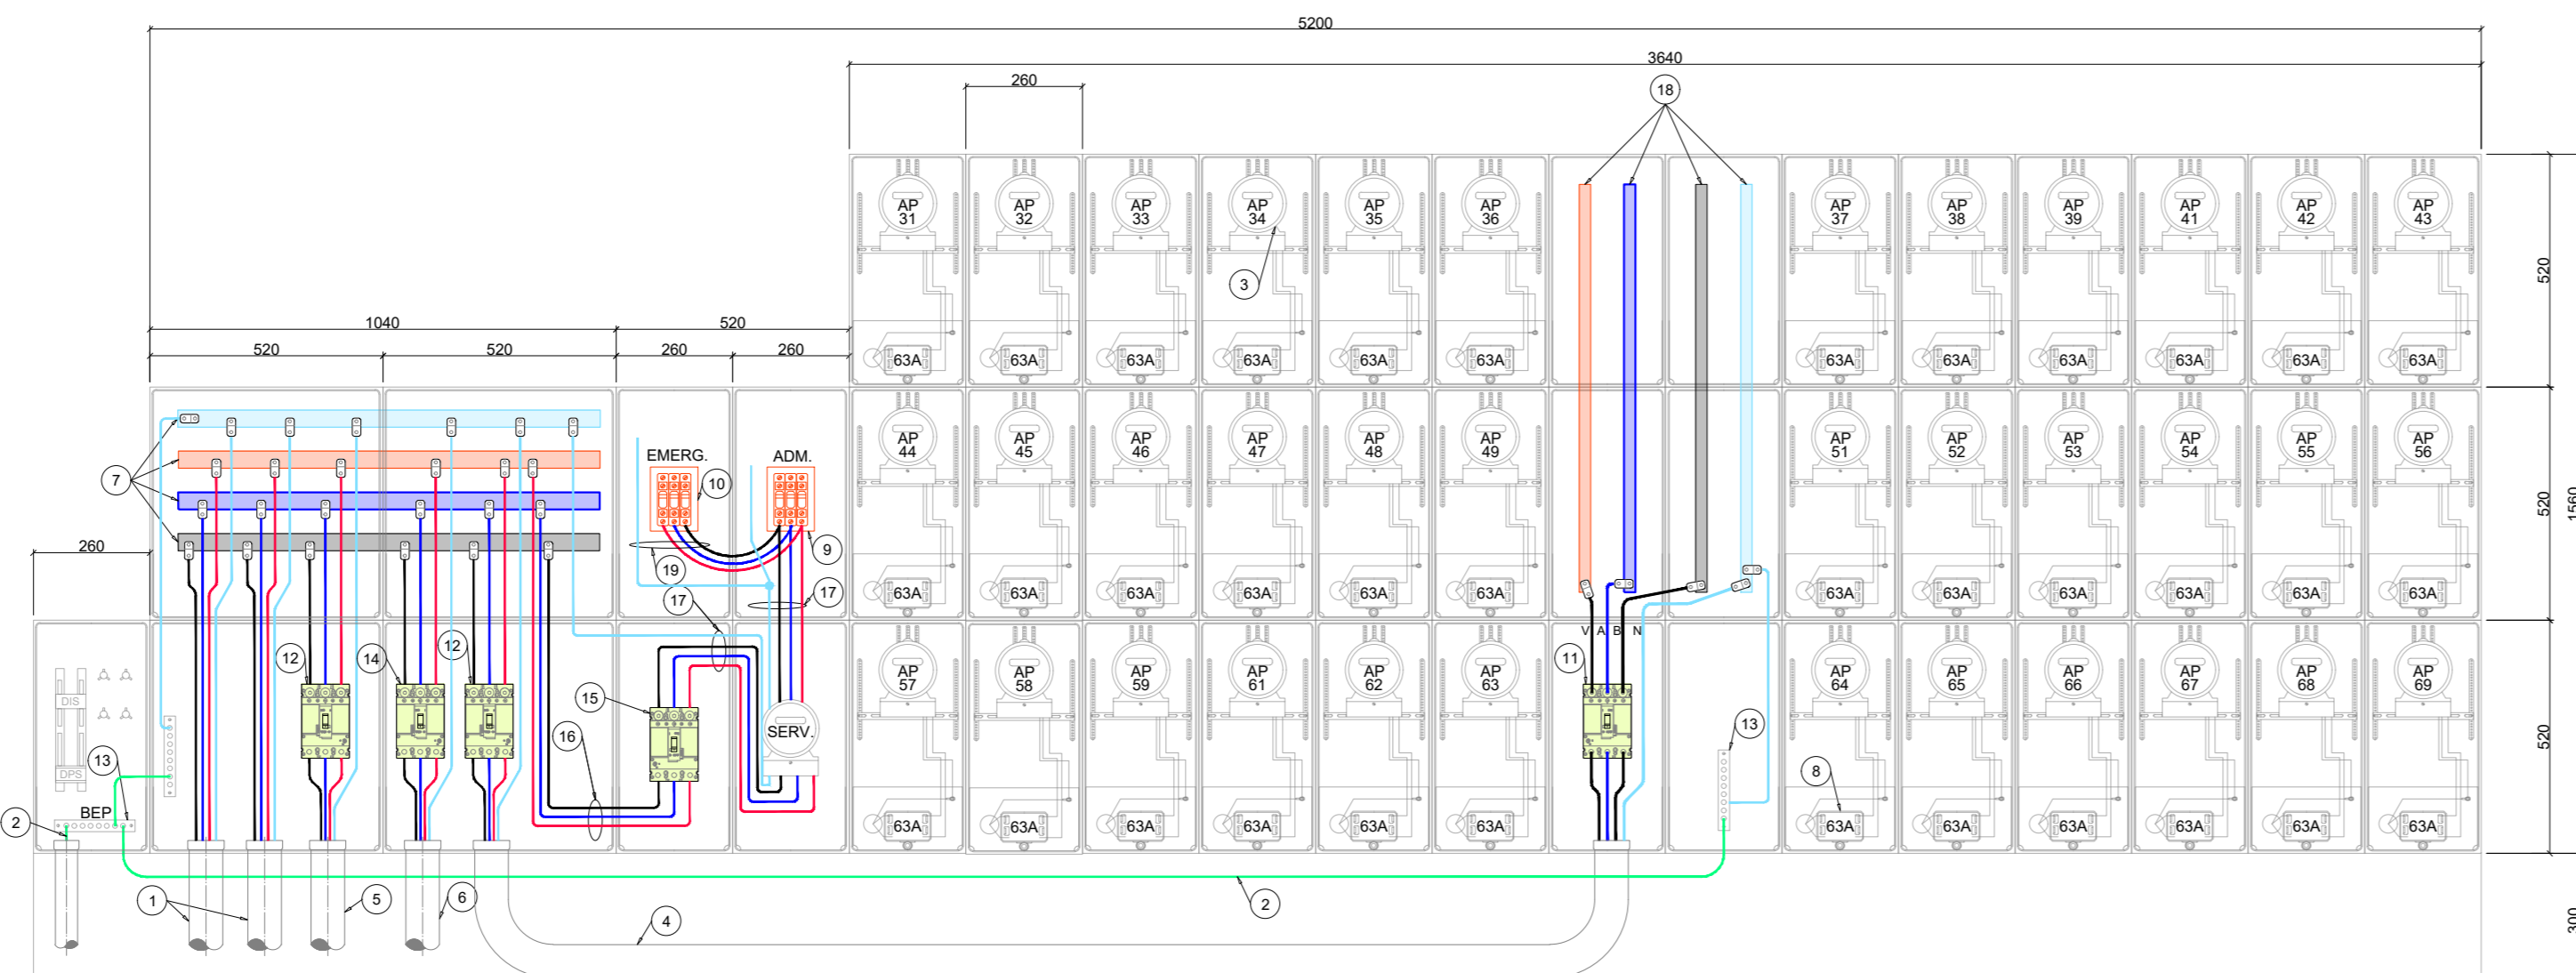 5200
3640
260
18
AP
31
AP
32
AP
33
AP
34
AP
35
AP
36
AP
37
AP
38
AP
39
AP
41
AP
42
AP
43
3
520
1040
520
520
520
260
260
63A
63A
63A
63A
63A
63A
63A
63A
63A
63A
63A
63A
7
EMERG.
ADM.
10
9
19
17
17
AP
44
AP
45
AP
46
AP
47
AP
48
AP
49
AP
51
AP
52
AP
53
AP
54
AP
55
AP
56
520
1560
260
63A
63A
63A
63A
63A
63A
63A
63A
63A
63A
63A
63A
V A B N
12
14
12
15
16
11
13
8
SERV.
DIS
DPS
13
BEP
2
AP
57
AP
58
AP
59
AP
61
AP
62
AP
63
AP
64
AP
65
AP
66
AP
67
AP
68
AP
69
520
63A
63A
63A
63A
63A
63A
63A
63A
63A
63A
63A
63A
1
5
6
4
2
300